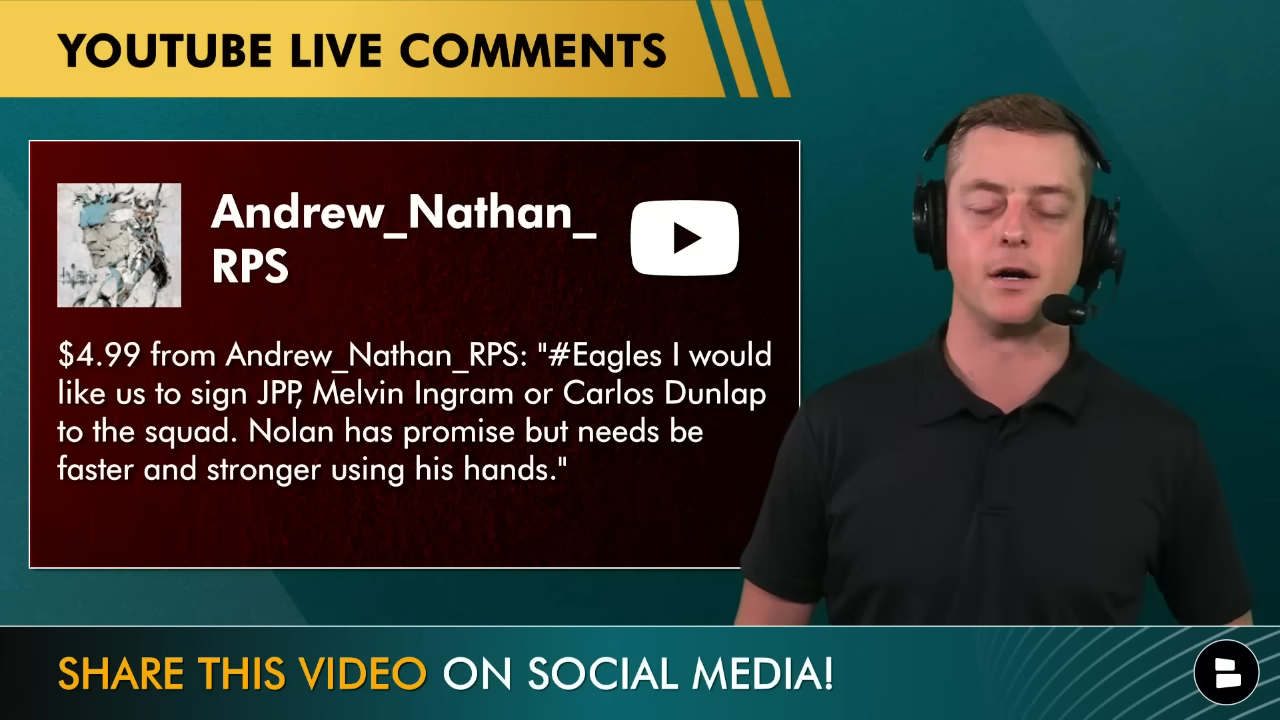 YOUTUBE LIVE COMMENTS
Andrew_Nathan_
RPS
$4.99 from Andrew_Nathan_RPS: "#Eagles I would
like us to sign JPP, Melvin Ingram or Carlos Dunlap
to the squad. Nolan has promise but needs be
faster and stronger using his hands."
SHARE THIS VIDEO ON SOCIAL MEDIA!